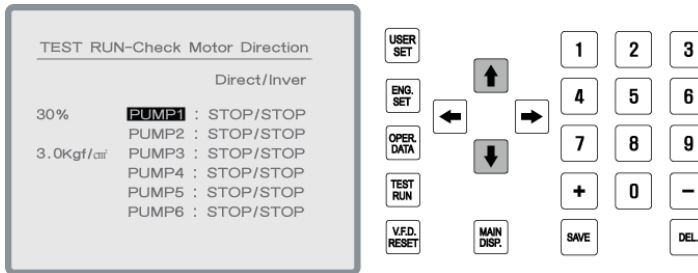 TEST RUN-Check Motor Direction
Direct/Inver
30% PUMP1 : STOP/STOP
PUMP2 : STOP/STOP
3.0Kgf/㎠ PUMP3 : STOP/STOP
PUMP4 : STOP/STOP
PUMP5 : STOP/STOP
PUMP6 : STOP/STOP
USER
SET
1 2 3
ENG.
SET
4 5 6
OPER.
DATA
7 8 9
TEST
RUN
+ 0 -
V.F.D.
RESET
MAIN
DISP.
SAVE DEL.